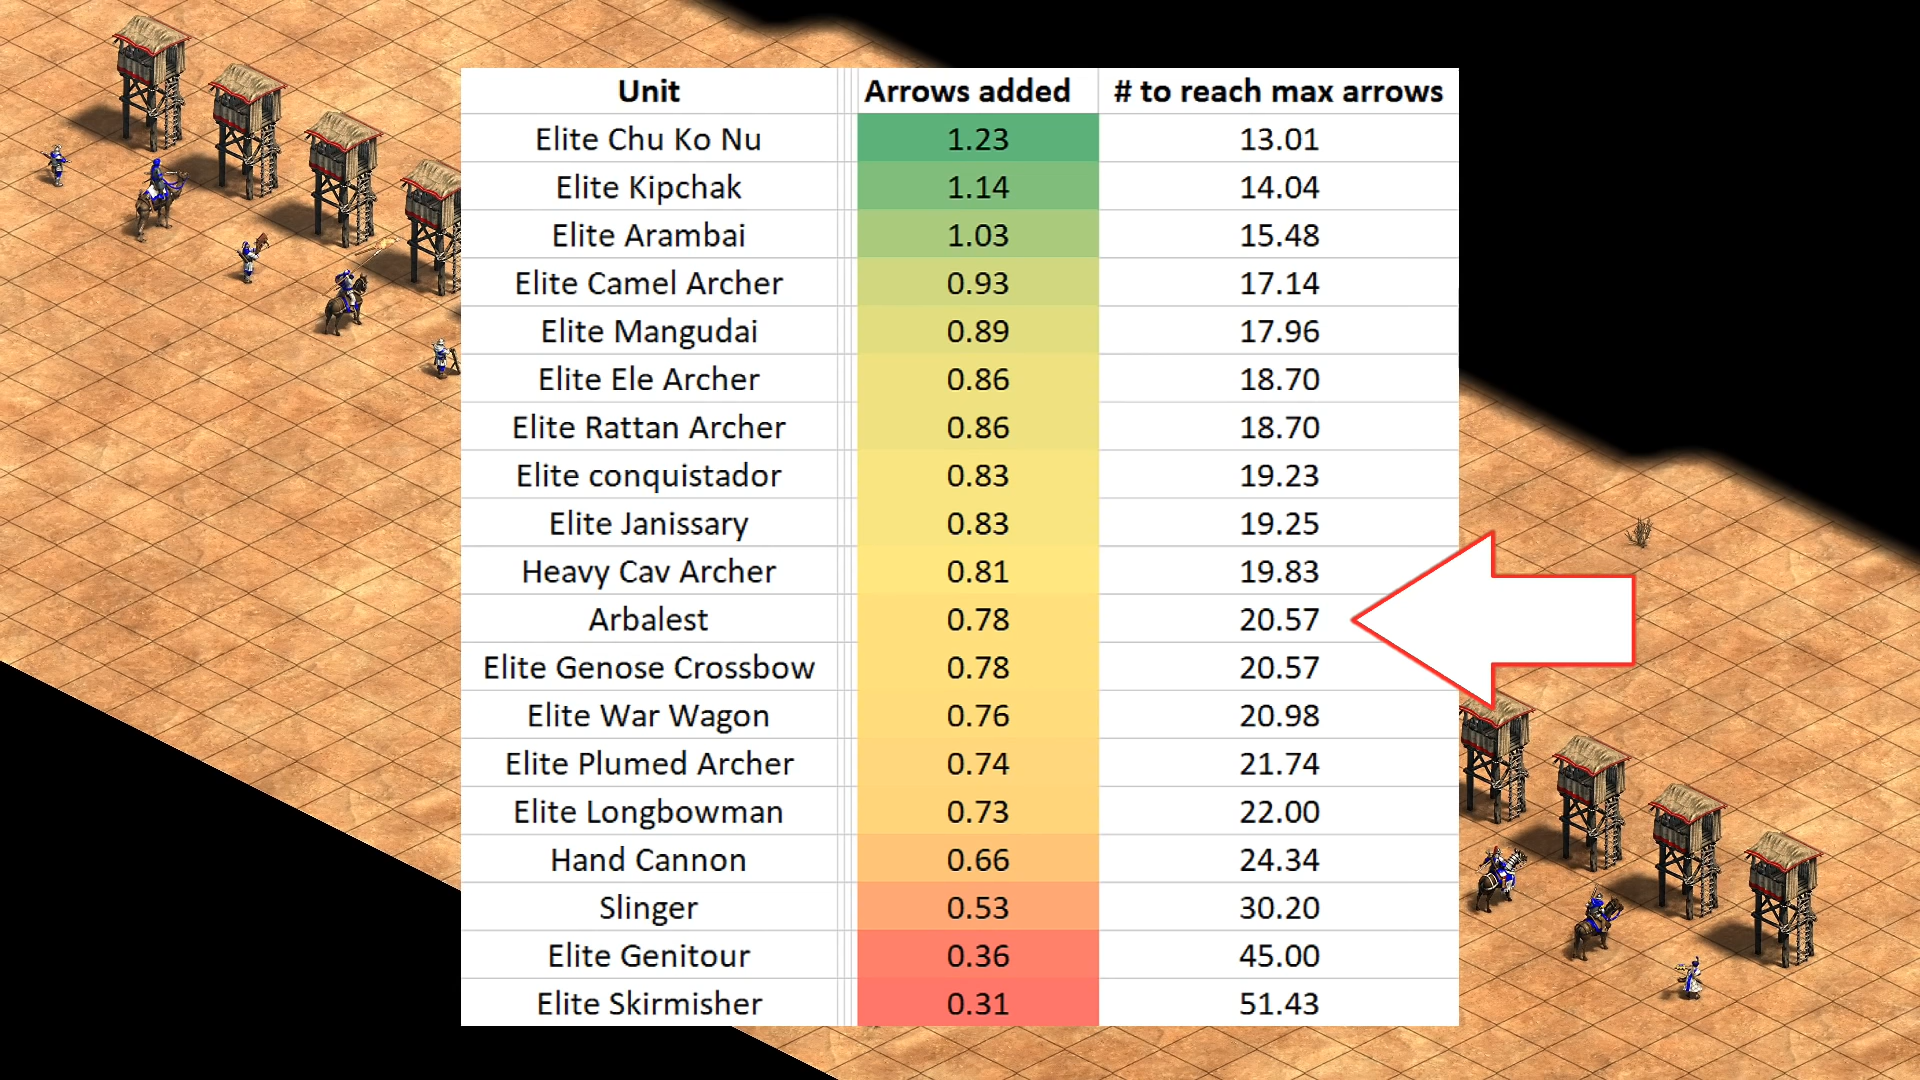 Unit Arrows added # to reach max arrows
Elite Chu Ko Nu 1.23 13.01
Elite Kipchak 1.14 14.04
Elite Arambai 1.03 15.48
Elite Camel Archer 0.93 17.14
Elite Mangudai 0.89 17.96
Elite Ele Archer 0.86 18.70
Elite Rattan Archer 0.86 18.70
Elite conquistador 0.83 19.23
Elite Janissary 0.83 19.25
Heavy Cav Archer 0.81 19.83
Arbalest 0.78 20.57
Elite Genose Crossbow 0.78 20.57
Elite War Wagon 0.76 20.98
Elite Plumed Archer 0.74 21.74
Elite Longbowman 0.73 22.00
Hand Cannon 0.66 24.34
Slinger 0.53 30.20
Elite Genitour 0.36 45.00
Elite Skirmisher 0.31 51.43